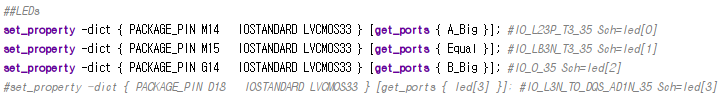 ##LEDs
set_property -dict { PACKAGE_PIN M14 IOSTANDARD LVCMOS33 } [get_ports { A_Big }]; #IO_L23P_T3_35 Sch=led[0]
set_property -dict { PACKAGE_PIN M15 IOSTANDARD LVCMOS33 } [get_ports { Equal }]; #IO_LB3N_T3_35 Sch=led[1]
set_property -dict { PACKAGE_PIN G14 IOSTANDARD LVCMOS33 } [get_ports { B_Big }]; #IO_0_35 Sch=led[2]
#set_property -dict { PACKAGE_PIN D18 IOSTANDARD LVCMOS33 } [get_ports { led[3] }]; #IO_L3N_T0_DQS_AD1N_35 Sch=led[3]